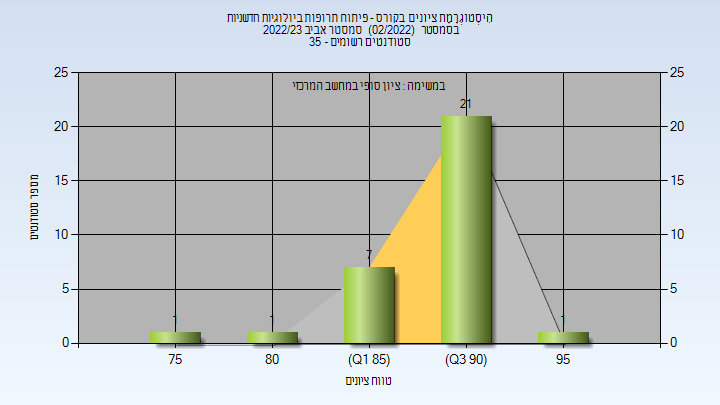 הִיסְטוֹגְרַמַת ציונים בקורס - פיתוח תרופות ביולוגיות חדשניות
בסמסטר (02/2022) סמסטר אביב 2022/23
סטודנטים רשומים - 35
במשימה : ציון סופי במחשב המרכזי
מספר סטודנטים
25 25
20 20
15 15
10 10
5 5
0 0
1 1 7 21 1
75 80 (Q1 85) (Q3 90) 95
טווח ציונים